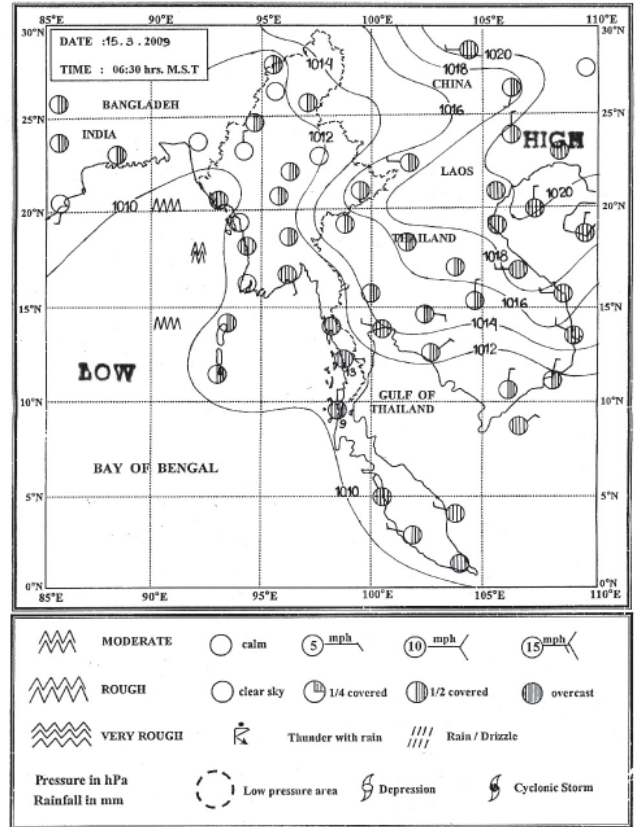 85°E 90°E 95°E 100°E 105°E 110°E
30°N 30°N
DATE :15.3.2009
TIME : 06:30 hrs. M.S.T
1014
1018
1020
CHINA
1016
BANGLADEH
25°N 25°N
INDIA
1012
HIGH
LAOS
1010
1020
20°N 20°N
THAILAND
1018
1016
15°N 15°N
1014
1012
LOW
13
GULF OF
THAILAND
10°N 10°N
9
BAY OF BENGAL
1010
5°N 5°N
0°N 0°N
85°E 90°E 95°E 100°E 105°E 110°E
MODERATE calm 5 mph 10 mph 15 mph
ROUGH clear sky 1/4 covered 1/2 covered overcast
VERY ROUGH Thunder with rain Rain / Drizzle
Pressure in hPa
Rainfall in mm
Low pressure area Depression Cyclonic Storm